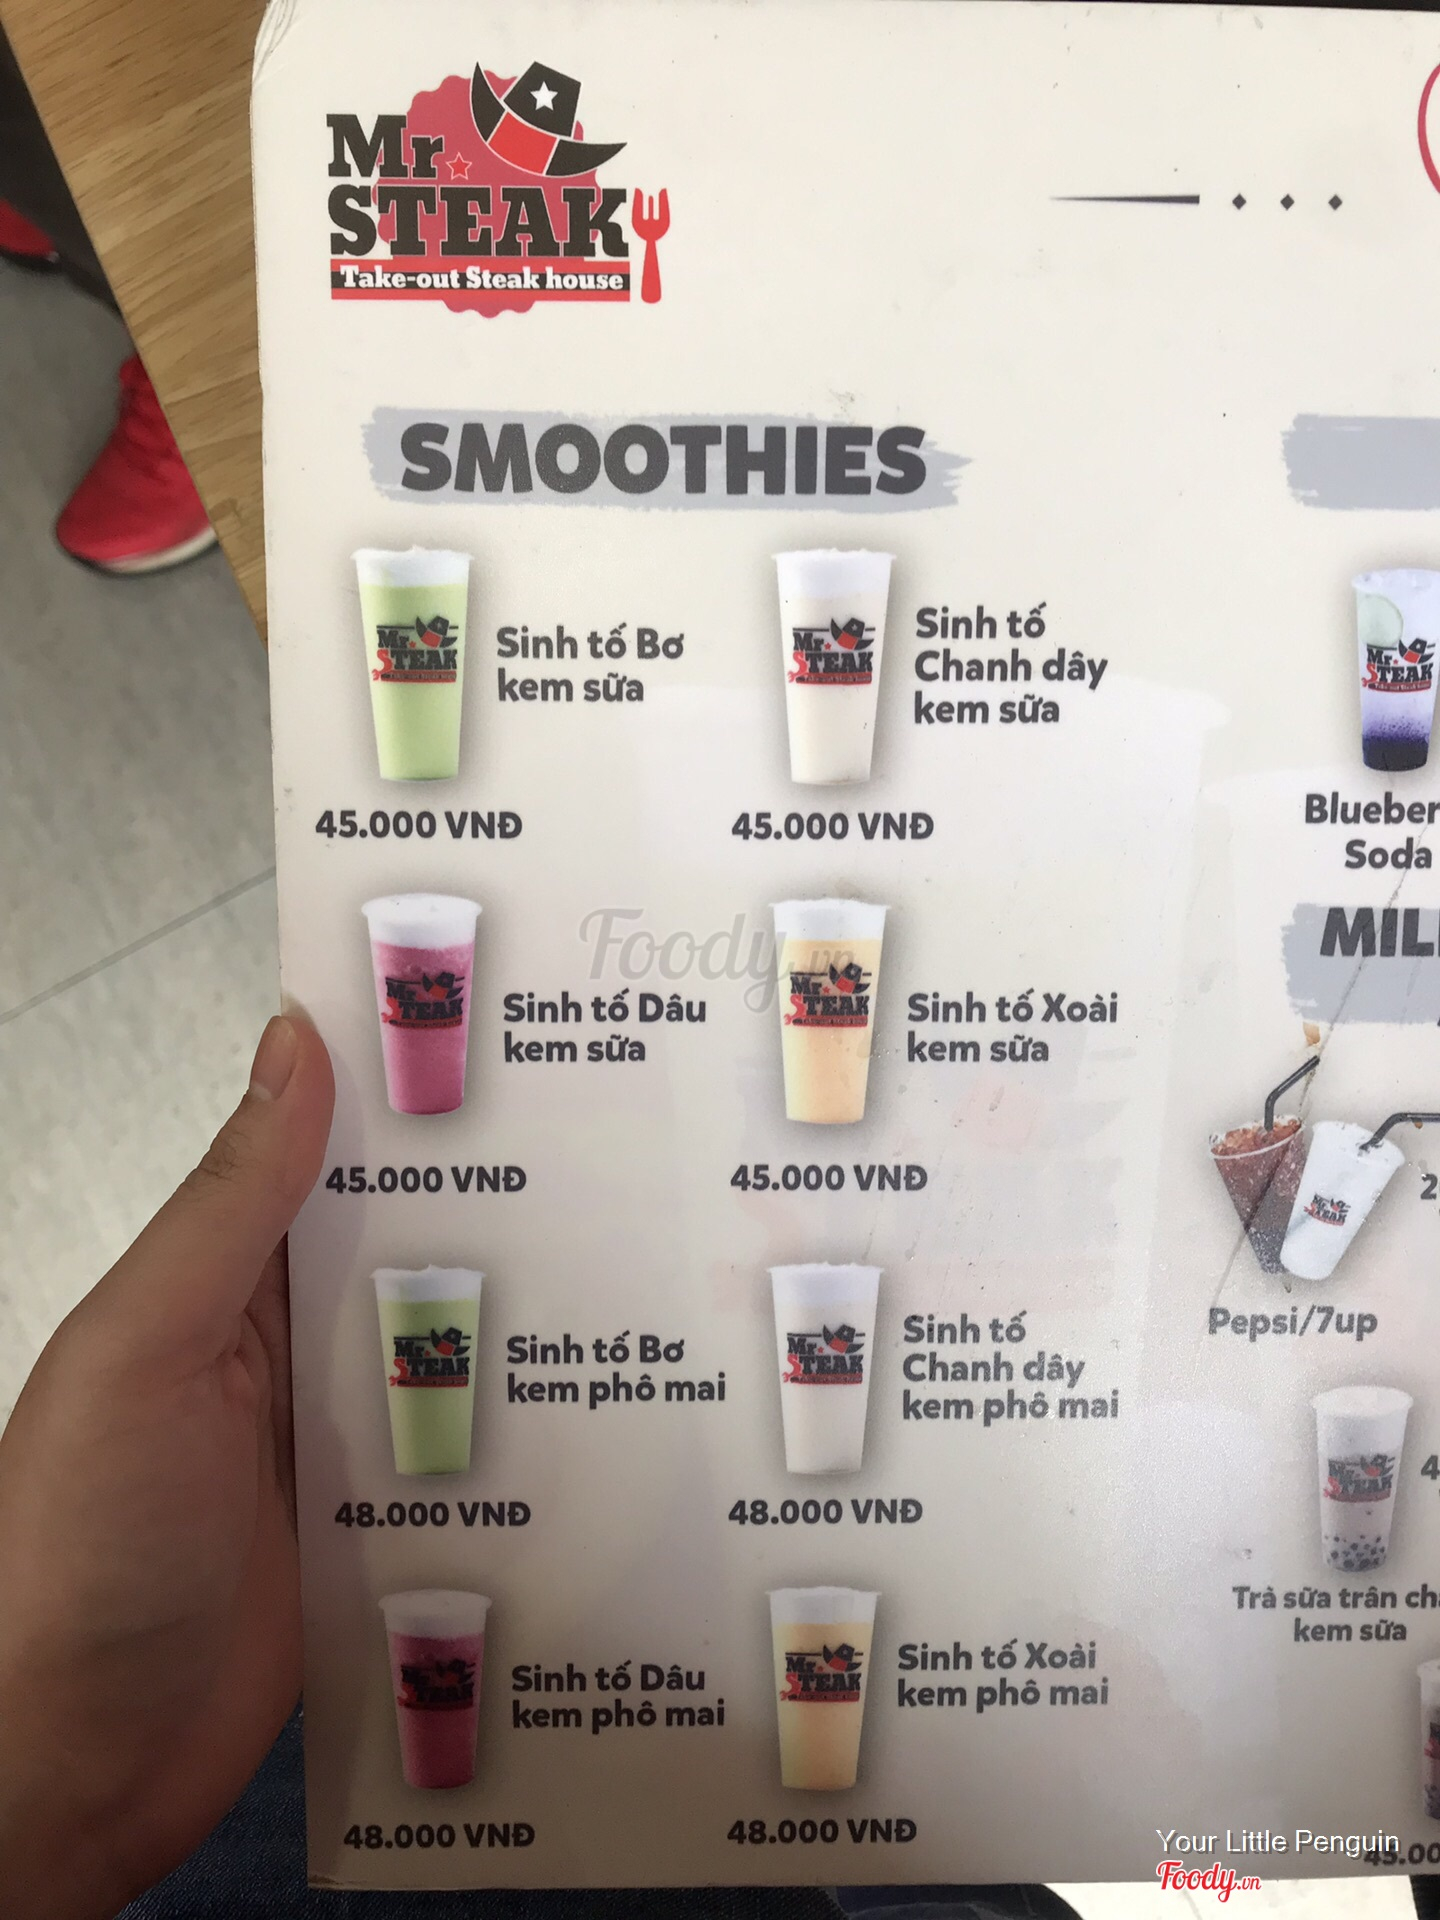 Mr.
STEAK
Take-out Steak house
SMOOTHIES
Sinh tố Bơ
kem sữa
45.000 VNĐ
Sinh tố
Chanh dây
kem sữa
45.000 VNĐ
Sinh tố Dâu
kem sữa
45.000 VNĐ
Sinh tố Xoài
kem sữa
45.000 VNĐ
Sinh tố Bơ
kem phô mai
48.000 VNĐ
Sinh tố
Chanh dây
kem phô mai
48.000 VNĐ
Sinh tố Dâu
kem phô mai
48.000 VNĐ
Sinh tố Xoài
kem phô mai
48.000 VNĐ
Soda
Pepsi/7up
Trà sữa trân
kem sữa
Foody.vn
Your Little Penguin
Foody.vn